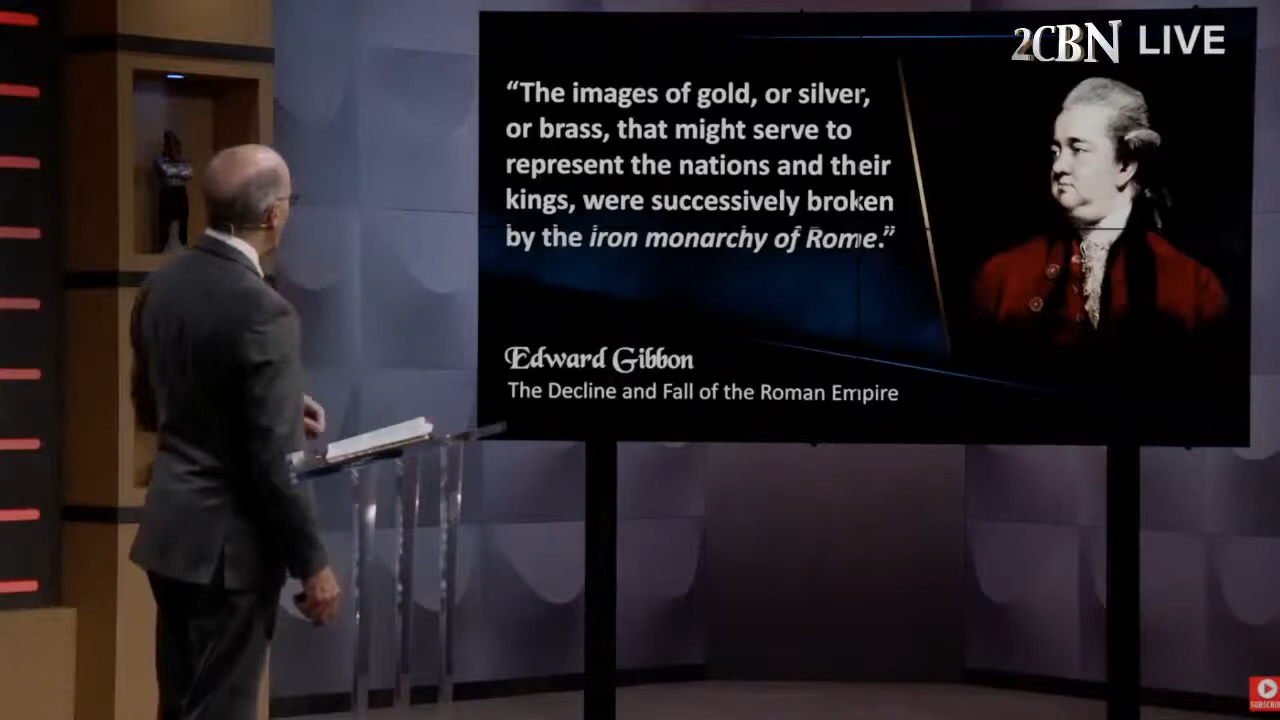 2CBN LIVE
“The images of gold, or silver,
or brass, that might serve to
represent the nations and their
kings, were successively broken
by the iron monarchy of Rome.”
Edward Gibbon
The Decline and Fall of the Roman Empire